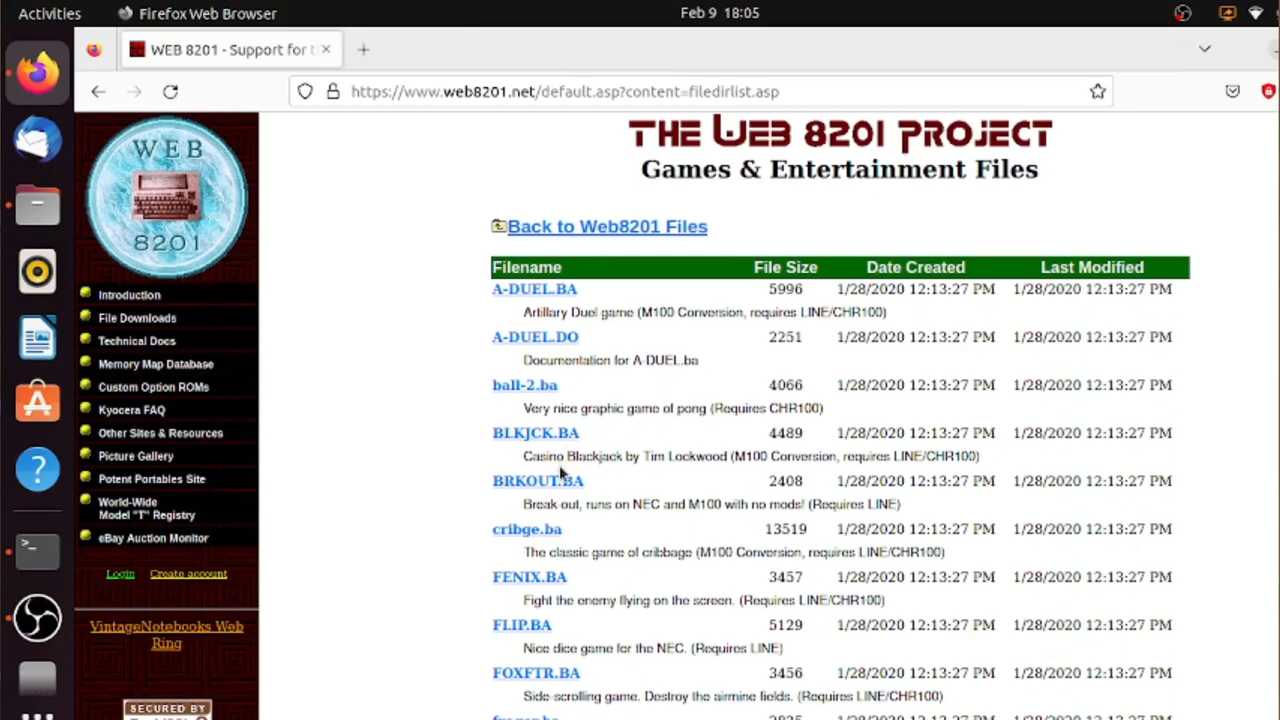 Activities
Firefox Web Browser
Feb 9 18:05
WEB 8201 - Support for t
https://www.web8201.net/default.asp?content=filedirlist.asp
WEB
8201
Introduction
File Downloads
Technical Docs
Memory Map Database
Custom Option ROMs
Kyocera FAQ
Other Sites & Resources
Picture Gallery
Potent Portables Site
World-Wide
Model "T" Registry
eBay Auction Monitor
Login Create account
VintageNotebooks Web
Ring
SECURED BY
THE WEB 8201 PROJECT
Games & Entertainment Files
Back to Web8201 Files
Filename File Size Date Created Last Modified
A-DUEL.BA 5996 1/28/2020 12:13:27 PM 1/28/2020 12:13:27 PM
Artillary Duel game (M100 Conversion, requires LINE/CHR100)
A-DUEL.DO 2251 1/28/2020 12:13:27 PM 1/28/2020 12:13:27 PM
Documentation for A-DUEL.ba
ball-2.ba 4066 1/28/2020 12:13:27 PM 1/28/2020 12:13:27 PM
Very nice graphic game of pong (Requires CHR100)
BLKJCK.BA 4489 1/28/2020 12:13:27 PM 1/28/2020 12:13:27 PM
Casino Blackjack by Tim Lockwood (M100 Conversion, requires LINE/CHR100)
BRKOUT.BA 2408 1/28/2020 12:13:27 PM 1/28/2020 12:13:27 PM
Break out, runs on NEC and M100 with no mods! (Requires LINE)
cribge.ba 13519 1/28/2020 12:13:27 PM 1/28/2020 12:13:27 PM
The classic game of cribbage (M100 Conversion, requires LINE/CHR100)
FENIX.BA 3457 1/28/2020 12:13:27 PM 1/28/2020 12:13:27 PM
Fight the enemy flying on the screen. (Requires LINE/CHR100)
FLIP.BA 5129 1/28/2020 12:13:27 PM 1/28/2020 12:13:27 PM
Nice dice game for the NEC. (Requires LINE)
FOXFTR.BA 3456 1/28/2020 12:13:27 PM 1/28/2020 12:13:27 PM
Side-scrolling game. Destroy the airmine fields. (Requires LINE/CHR100)